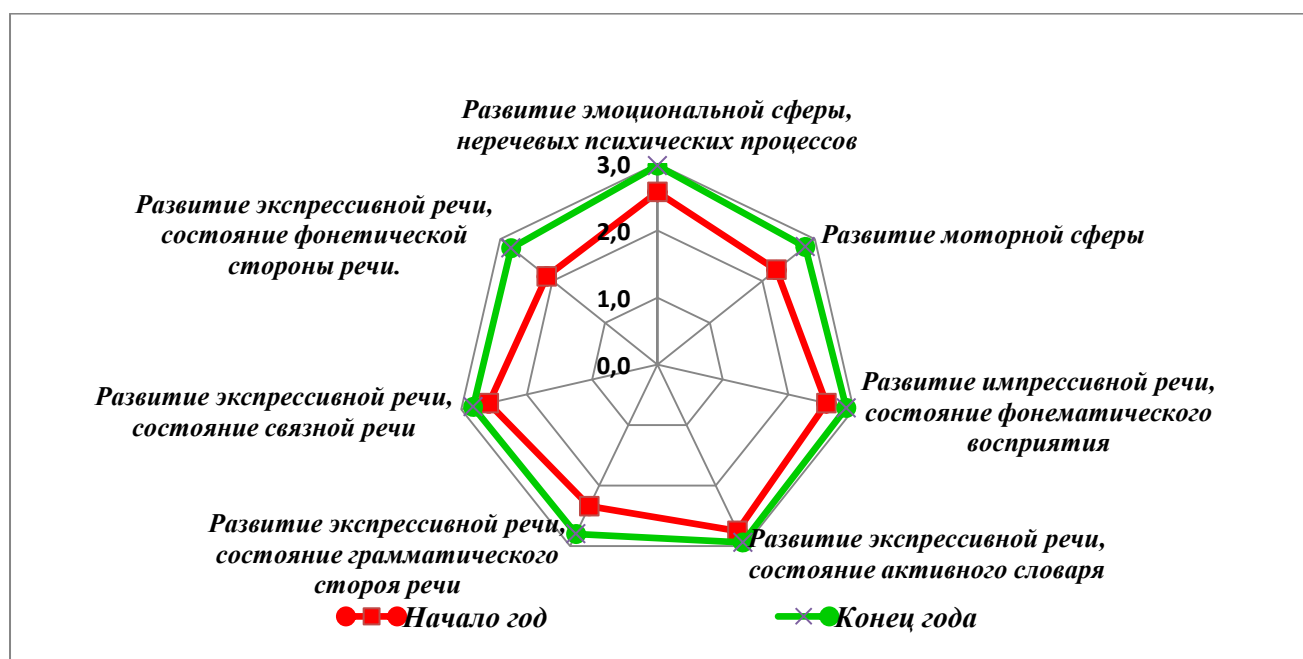 Развитие эмоциональной сферы,
неречевых психических процессов
3,0
Развитие экспрессивной речи,
состояние фонетической
стороны речи.
2,0
Развитие моторной сферы
1,0
0,0
Развитие импрессивной речи,
состояние фонематического
восприятия
Развитие экспрессивной речи,
состояние связной речи
Развитие экспрессивной речи,
состояние грамматического
стороя речи
Развитие экспрессивной речи,
состояние активного словаря
Начало год
Конец года